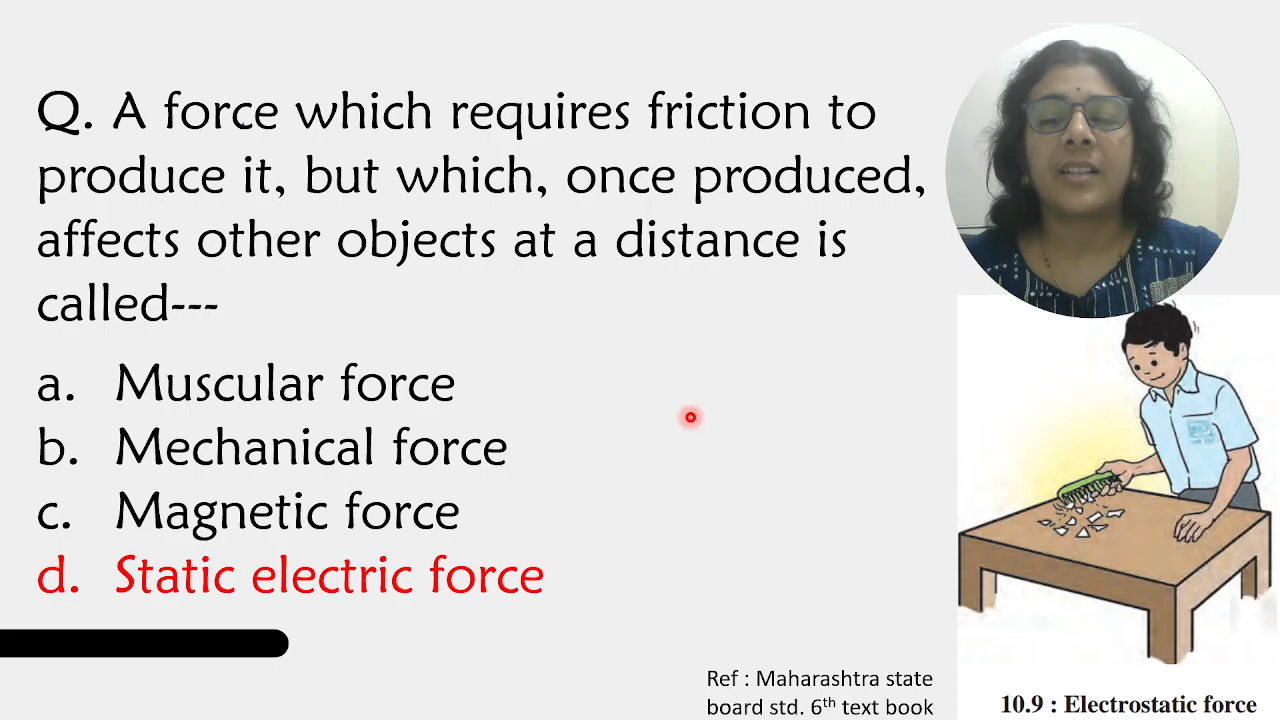 Q. A force which requires friction to
produce it, but which, once produced,
affects other objects at a distance is
called---
a. Muscular force
b. Mechanical force
c. Magnetic force
d. Static electric force
Ref : Maharashtra state
board std. 6th text book
10.9 : Electrostatic force